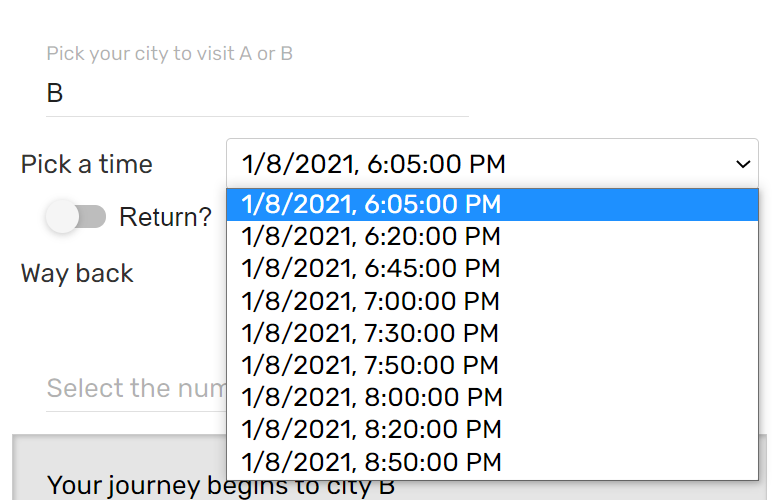 Pick your city to visit A or B
B
Pick a time
1/8/2021, 6:05:00 PM
1/8/2021, 6:05:00 PM
1/8/2021, 6:20:00 PM
1/8/2021, 6:45:00 PM
1/8/2021, 7:00:00 PM
1/8/2021, 7:30:00 PM
1/8/2021, 7:50:00 PM
1/8/2021, 8:00:00 PM
1/8/2021, 8:20:00 PM
1/8/2021, 8:50:00 PM
Return?
Way back
Select the num
Your journey begins to city B